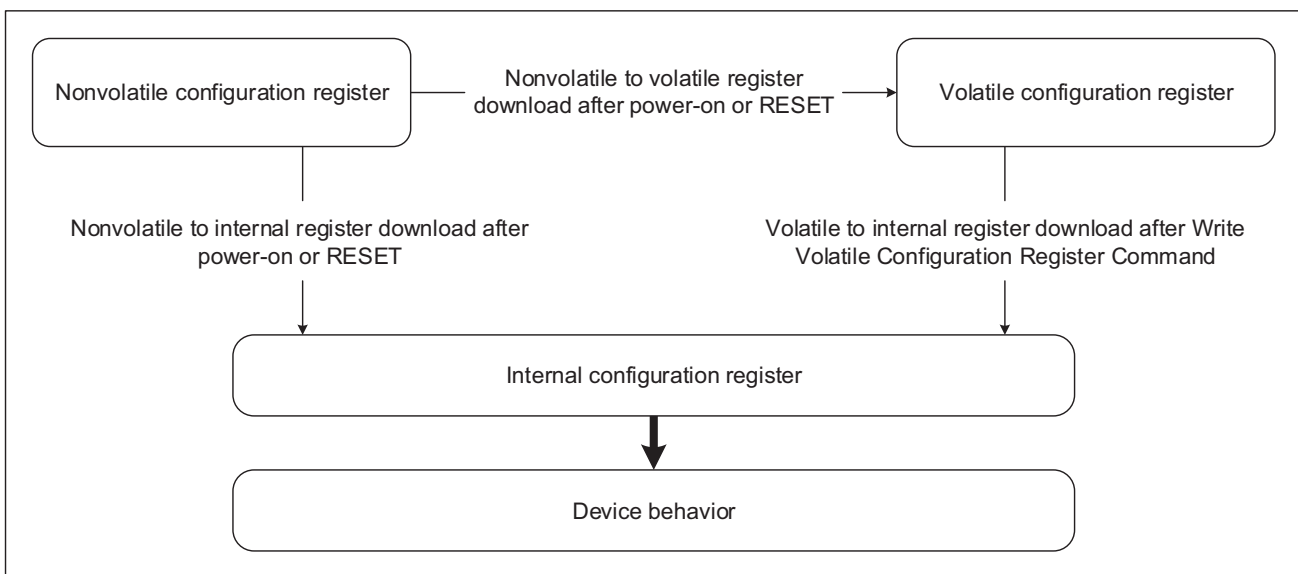 Nonvolatile configuration register
Nonvolatile to volatile register
download after power-on or RESET
Volatile configuration register
Nonvolatile to internal register download after
power-on or RESET
Volatile to internal register download after Write
Volatile Configuration Register Command
Internal configuration register
Device behavior